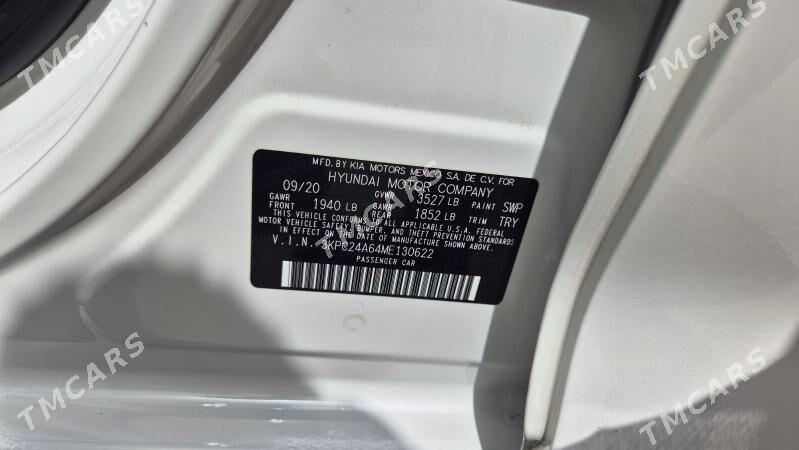 TMCARS
TMCARS
MFD. BY KIA MOTORS MEXICO S.A. DE C.V. FOR
HYUNDAI MOTOR COMPANY
09/20 GVWR 3527 LB PAINT SWP
GAWR FRONT 1940 LB GAWR REAR 1852 LB TRIM TRY
THIS VEHICLE CONFORMS TO ALL APPLICABLE U.S.A. FEDERAL
MOTOR VEHICLE SAFETY, BUMPER, AND THEFT PREVENTION STANDARDS
IN EFFECT ON THE DATE OF MANUFACTURE SHOWN ABOVE.
V.I.N. 3KPC24A64ME130622
PASSENGER CAR
TMCARS
TMCARS